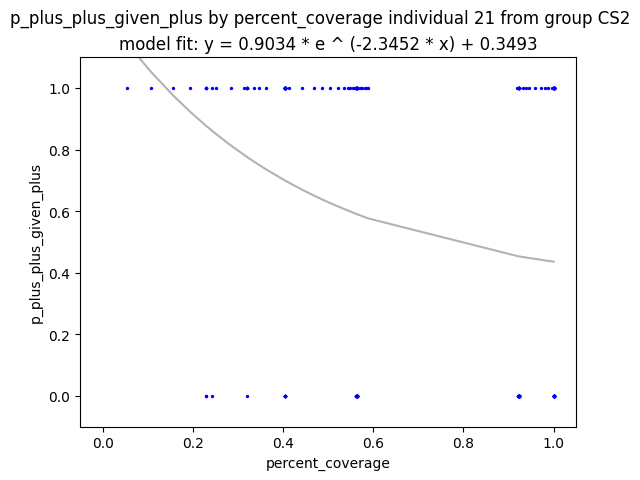 p_plus_plus_given_plus by percent_coverage individual 21 from group CS2
model fit: y = 0.9034 * e ^ (-2.3452 * x) + 0.3493
p_plus_plus_given_plus
1.0
0.8
0.6
0.4
0.2
0.0
0.0 0.2 0.4 0.6 0.8 1.0
percent_coverage